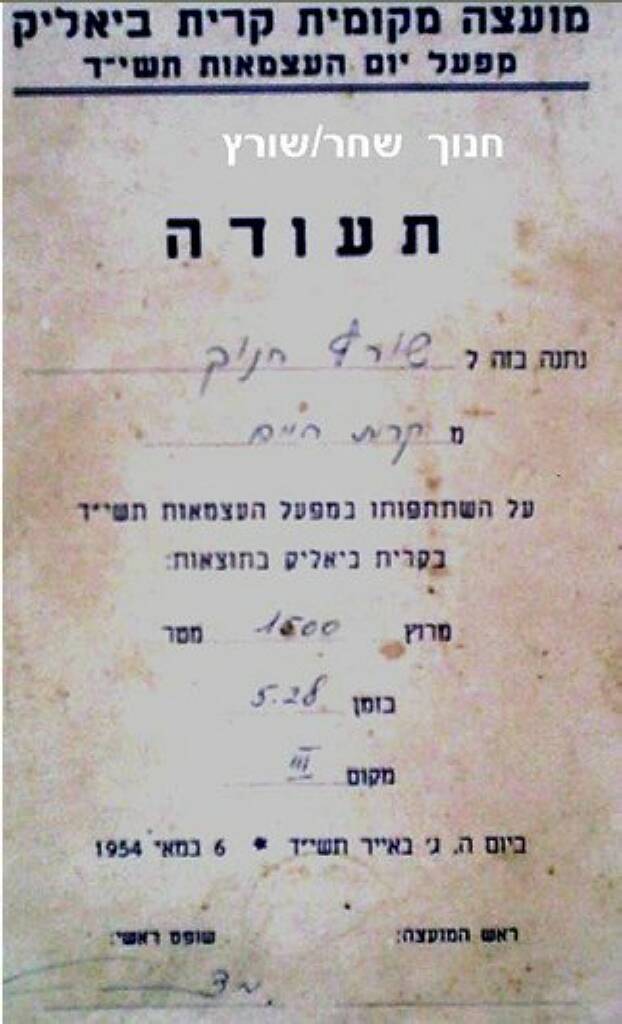 מועצה מקומית קרית ביאליק
מפעל יום העצמאות תשי״ד
חנוך שחר/שורץ
תעודה
נתנה בזה ל שורץ חנוך
מ קרית חיים
על השתתפותו במפעל העצמאות תשי״ד
בקרית ביאליק בתוצאות:
מרוץ 1500 מטר
בזמן 5.28
מקום III
ביום ה. ג׳ באייר תשי״ד * 6 במאי 1954
ראש המועצה: שופט ראשי: